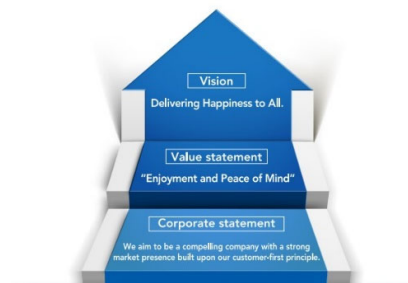 Vision
Delivering Happiness to All.
Value statement
“Enjoyment and Peace of Mind”
Corporate statement
We aim to be a compelling company with a strong
market presence built upon our customer-first principle.